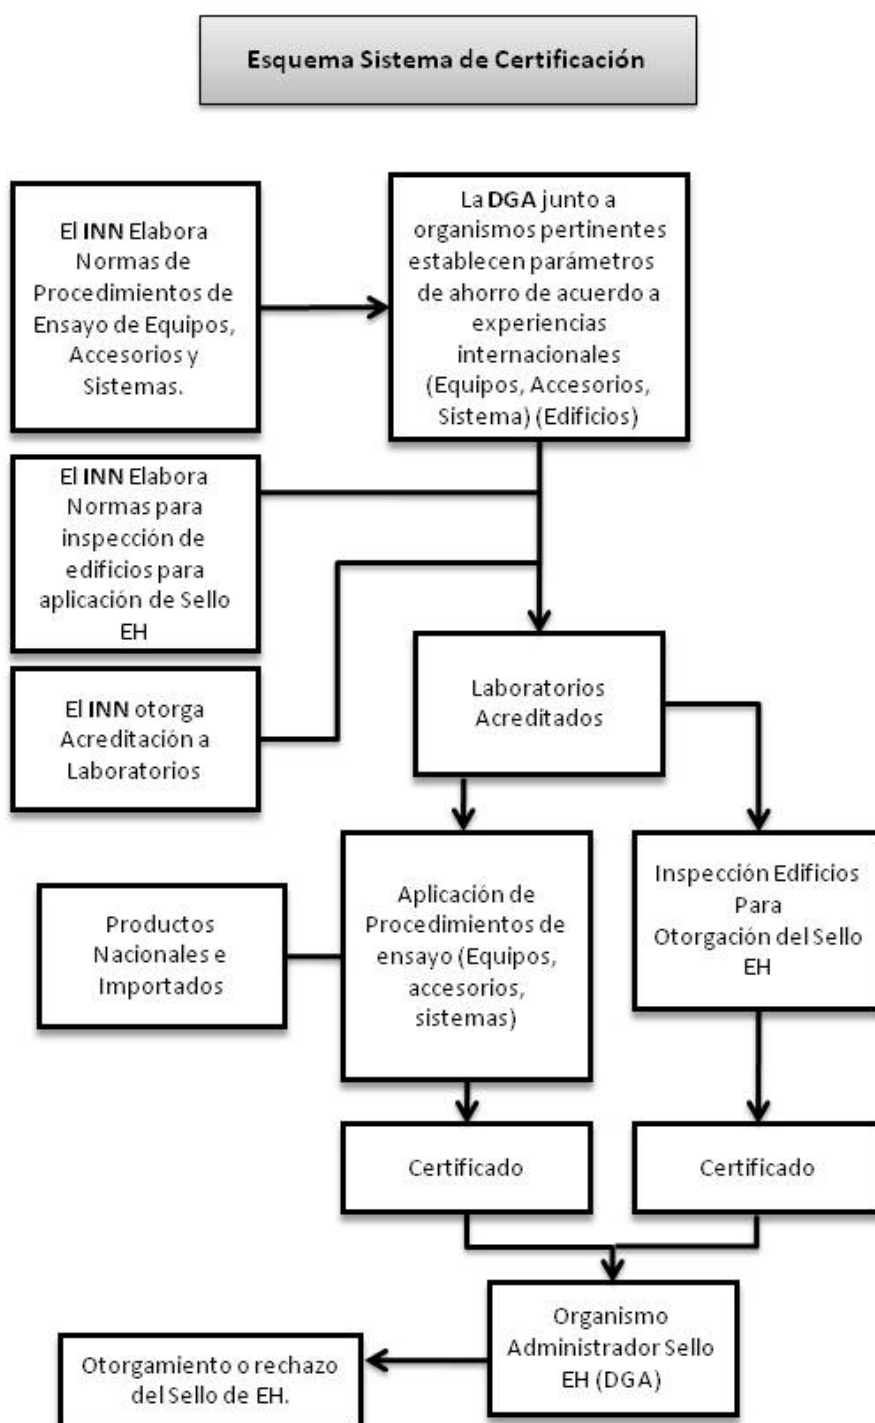 Esquema Sistema de Certificación
El INN Elabora
Normas de
Procedimientos de
Ensayo de Equipos,
Accesorios y
Sistemas.
La DGA junto a
organismos pertinentes
establecen parámetros
de ahorro de acuerdo a
experiencias
internacionales
(Equipos, Accesorios,
Sistema) (Edificios)
El INN Elabora
Normas para
inspección de
edificios para
aplicación de Sello
EH
El INN otorga
Acreditación a
Laboratorios
Laboratorios
Acreditados
Productos
Nacionales e
Importados
Aplicación de
Procedimientos de
ensayo (Equipos,
accesorios,
sistemas)
Inspección Edificios
Para
Otorgación del Sello
EH
Certificado
Certificado
Organismo
Administrador Sello
EH (DGA)
Otorgamiento o rechazo
del Sello de EH.